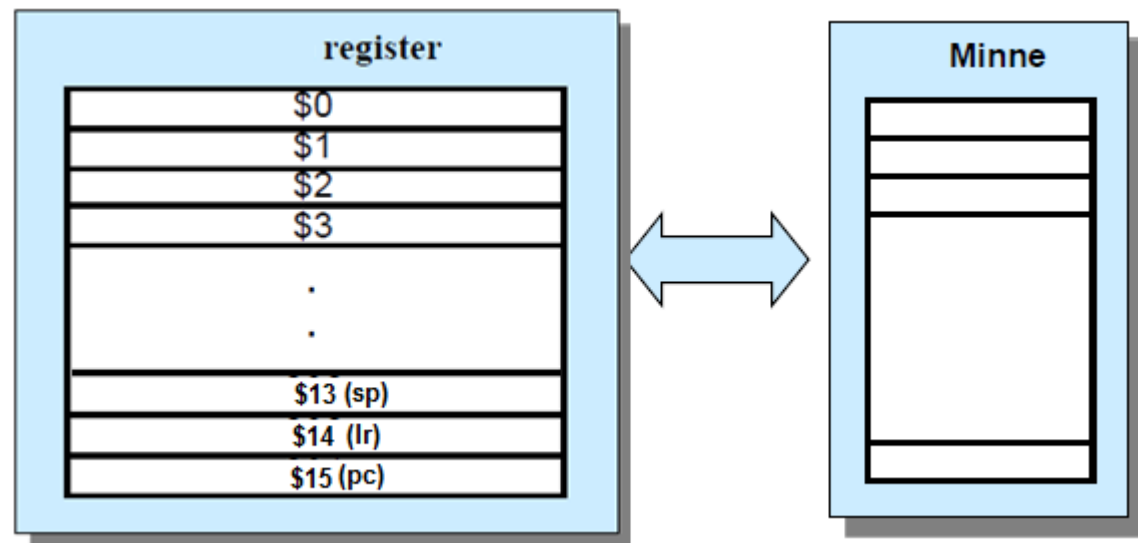 register
$0
$1
$2
$3
.
.
$13 (sp)
$14 (lr)
$15 (pc)
Minne